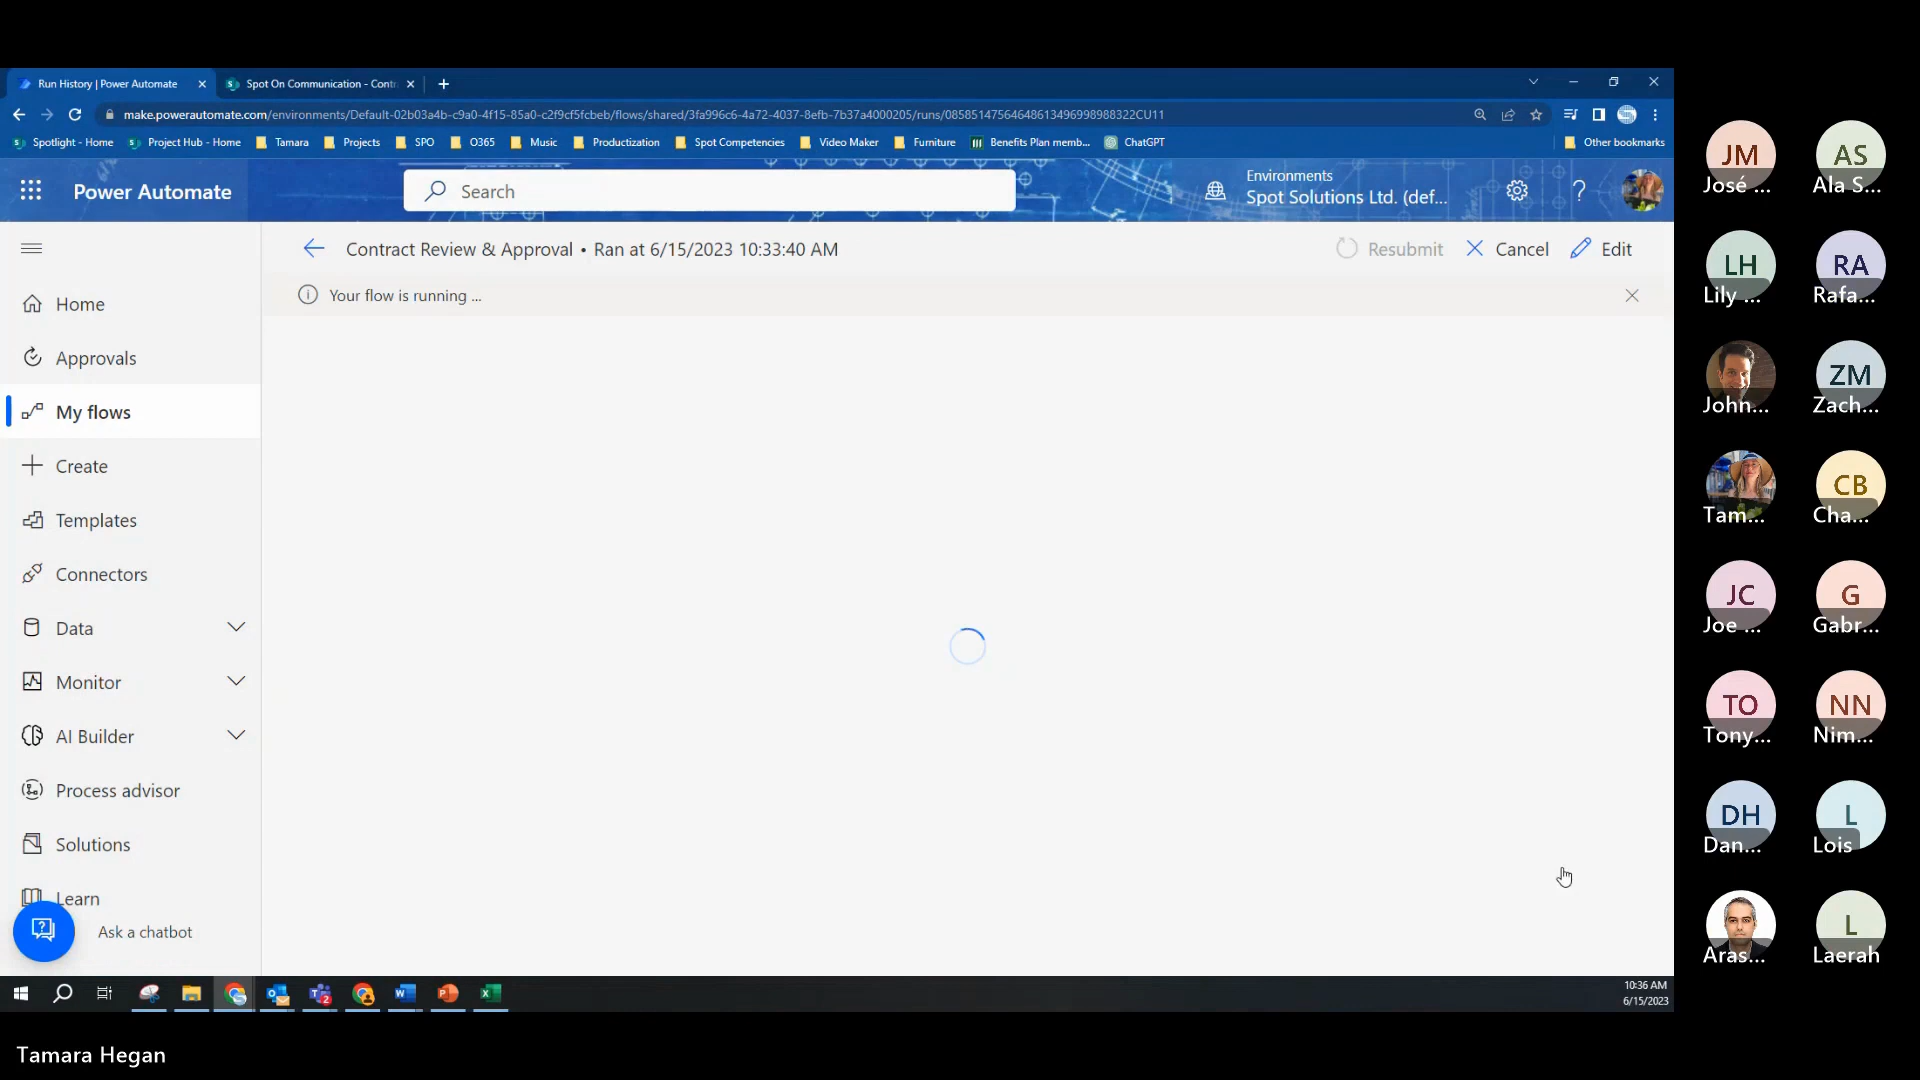 Run History | Power Automate
Spot On Communication - Contr
make.powerautomate.com/environments/Default-02b03a4b-c9a0-4f15-85a0-c2f9cf5fcbeb/flows/shared/3fa996c6-4a72-4037-8efb-7b37a4000205/runs/08585147564648613496998988322CU11
Spotlight - Home
Project Hub - Home
Tamara
Projects
SPO
O365
Music
Productization
Spot Competencies
Video Maker
Furniture
Benefits Plan memb...
ChatGPT
Other bookmarks
Power Automate
Search
Environments
Spot Solutions Ltd. (def...
Contract Review & Approval • Ran at 6/15/2023 10:33:40 AM
Resubmit
Cancel
Edit
Your flow is running ...
Home
Approvals
My flows
Create
Templates
Connectors
Data
Monitor
AI Builder
Process advisor
Solutions
Learn
Ask a chatbot
10:36 AM
6/15/2023
JM
José ...
AS
Ala S...
LH
Lily ...
RA
Rafa...
John...
ZM
Zach...
Tam...
CB
Cha...
JC
Joe ...
G
Gabr...
TO
Tony...
NN
Nim...
DH
Dan...
L
Lois
Aras...
L
Laerah
Tamara Hegan